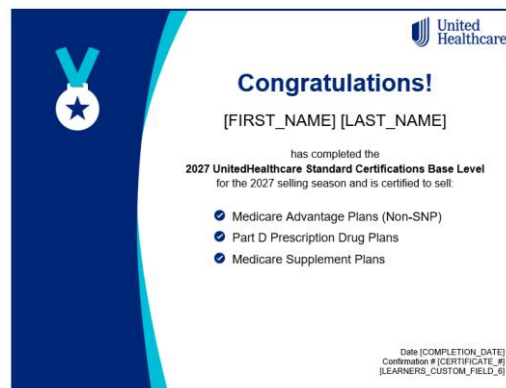 United
Healthcare
Congratulations!
[FIRST_NAME] [LAST_NAME]
has completed the
2027 UnitedHealthcare Standard Certifications Base Level
for the 2027 selling season and is certified to sell:
Medicare Advantage Plans (Non-SNP)
Part D Prescription Drug Plans
Medicare Supplement Plans
Date [COMPLETION_DATE]
Confirmation # [CERTIFICATE_#]
[LEARNERS_CUSTOM_FIELD_6]